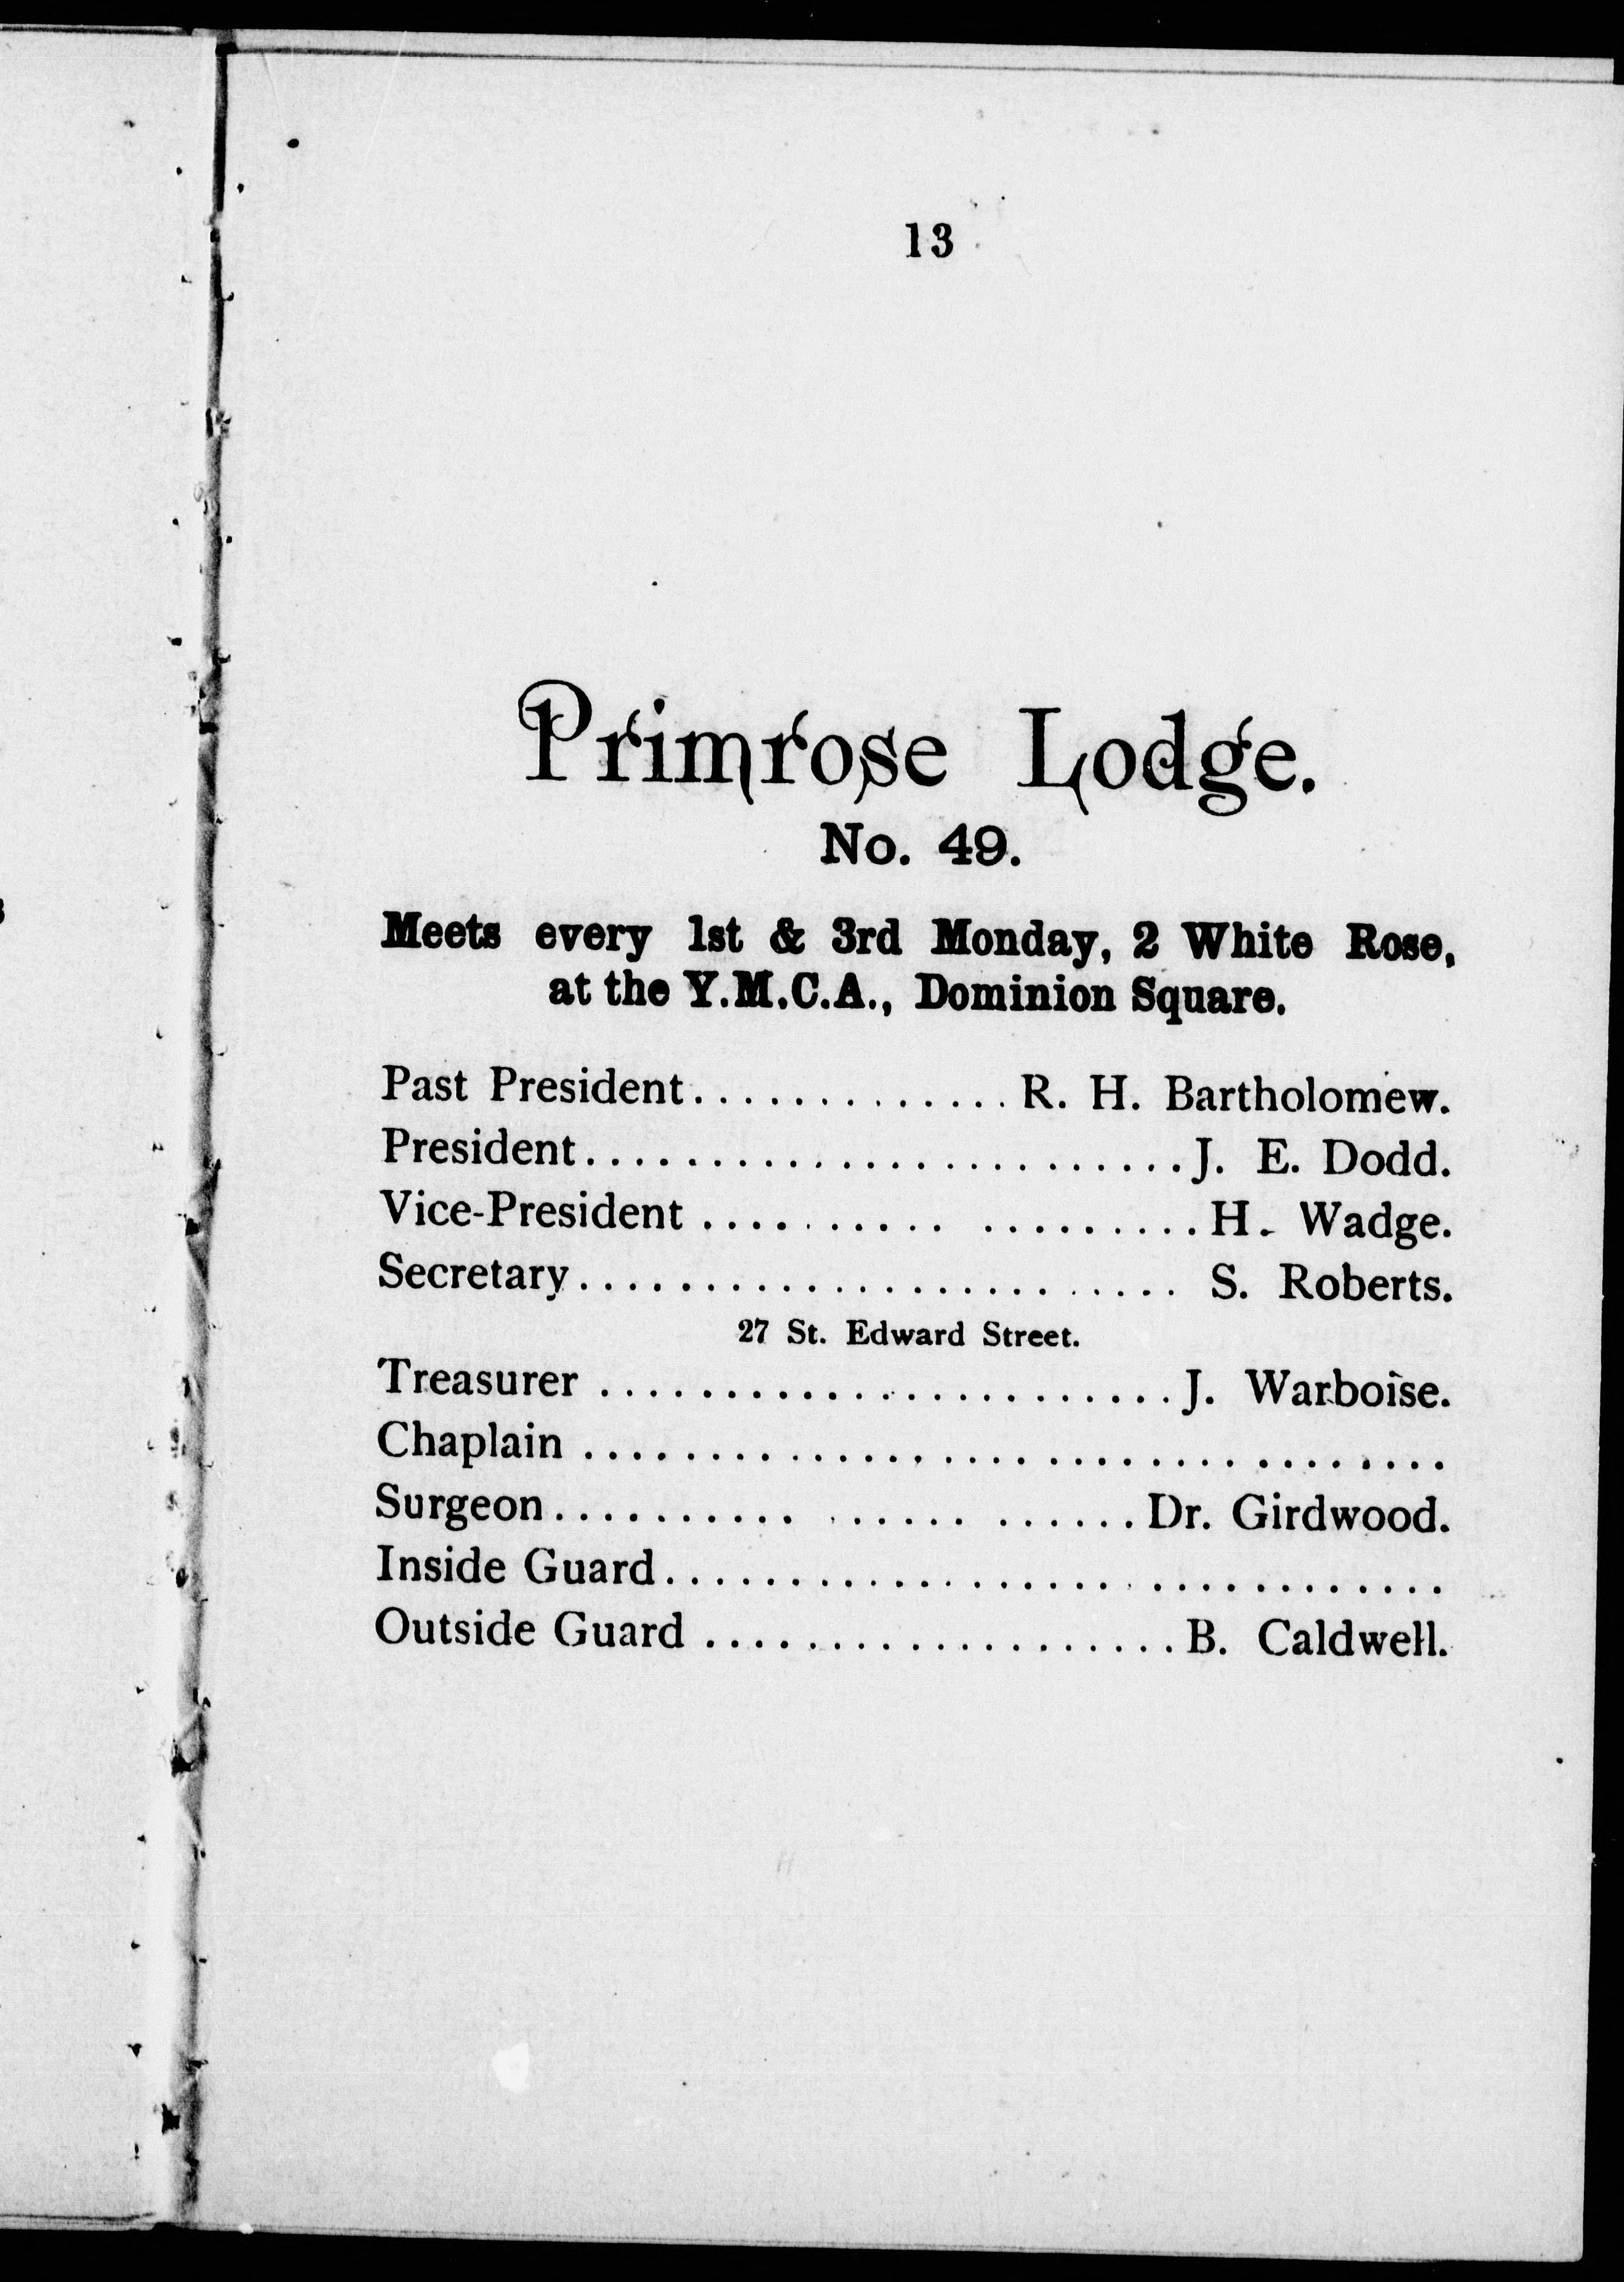 13
Primrose Lodge.
No. 49.
Meets every 1st & 3rd Monday, 2 White Rose,
at the Y.M.C.A., Dominion Square.
Past President.............R. H. Bartholomew.
President........................J. E. Dodd.
Vice-President .......... .........H. Wadge.
Secretary........................ S. Roberts.
27 St. Edward Street.
Treasurer .......................J. Warboise.
Chaplain ...................................
Surgeon.......... ...... ......Dr. Girdwood.
Inside Guard...............................
Outside Guard ...................B. Caldwell.